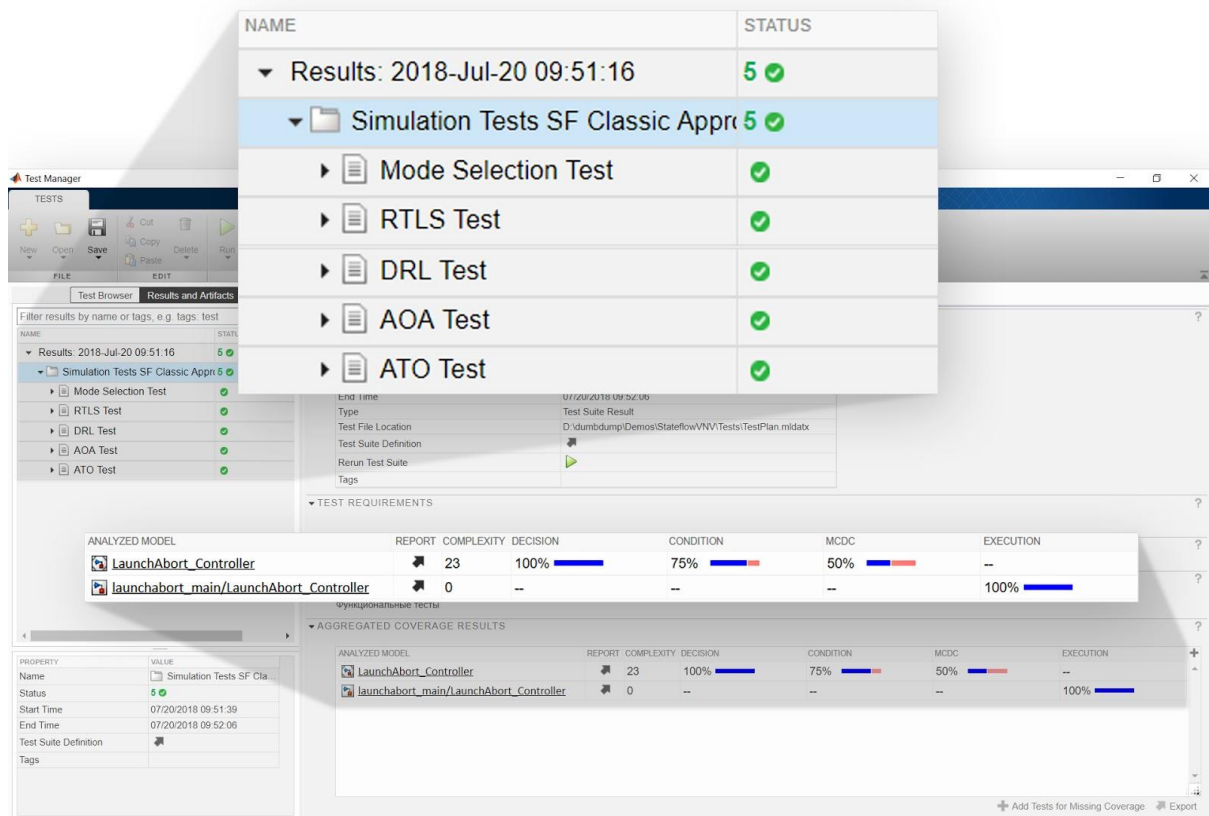 NAME STATUS
Results: 2018-Jul-20 09:51:16 5
Simulation Tests SF Classic Appro 5
Mode Selection Test
RTLS Test
DRL Test
AOA Test
ATO Test
Test Manager
TESTS
New Open Save Cut Copy Paste Delete Run
FILE EDIT
Test Browser Results and Artifacts
Filter results by name or tags, e.g. tags: test
NAME STATU
Results: 2018-Jul-20 09:51:16 5
Simulation Tests SF Classic Appro 5
Mode Selection Test
RTLS Test
DRL Test
AOA Test
ATO Test
End Time 07/20/2018 09:52:06
Type Test Suite Result
Test File Location D:\dumbdump\Demos\StateflowVNV\Tests\TestPlan.mldatx
Test Suite Definition
Rerun Test Suite
Tags
TEST REQUIREMENTS ?
ANALYZED MODEL REPORT COMPLEXITY DECISION CONDITION MCDC EXECUTION
LaunchAbort_Controller 23 100% 75% 50% --
launchabort_main/LaunchAbort_Controller 0 -- -- -- 100%
Функциональные тесты
AGGREGATED COVERAGE RESULTS ?
ANALYZED MODEL REPORT COMPLEXITY DECISION CONDITION MCDC EXECUTION
LaunchAbort_Controller 23 100% 75% 50% --
launchabort_main/LaunchAbort_Controller 0 -- -- -- 100%
PROPERTY VALUE
Name Simulation Tests SF Cla...
Status 5
Start Time 07/20/2018 09:51:39
End Time 07/20/2018 09:52:06
Test Suite Definition
Tags
Add Tests for Missing Coverage Export